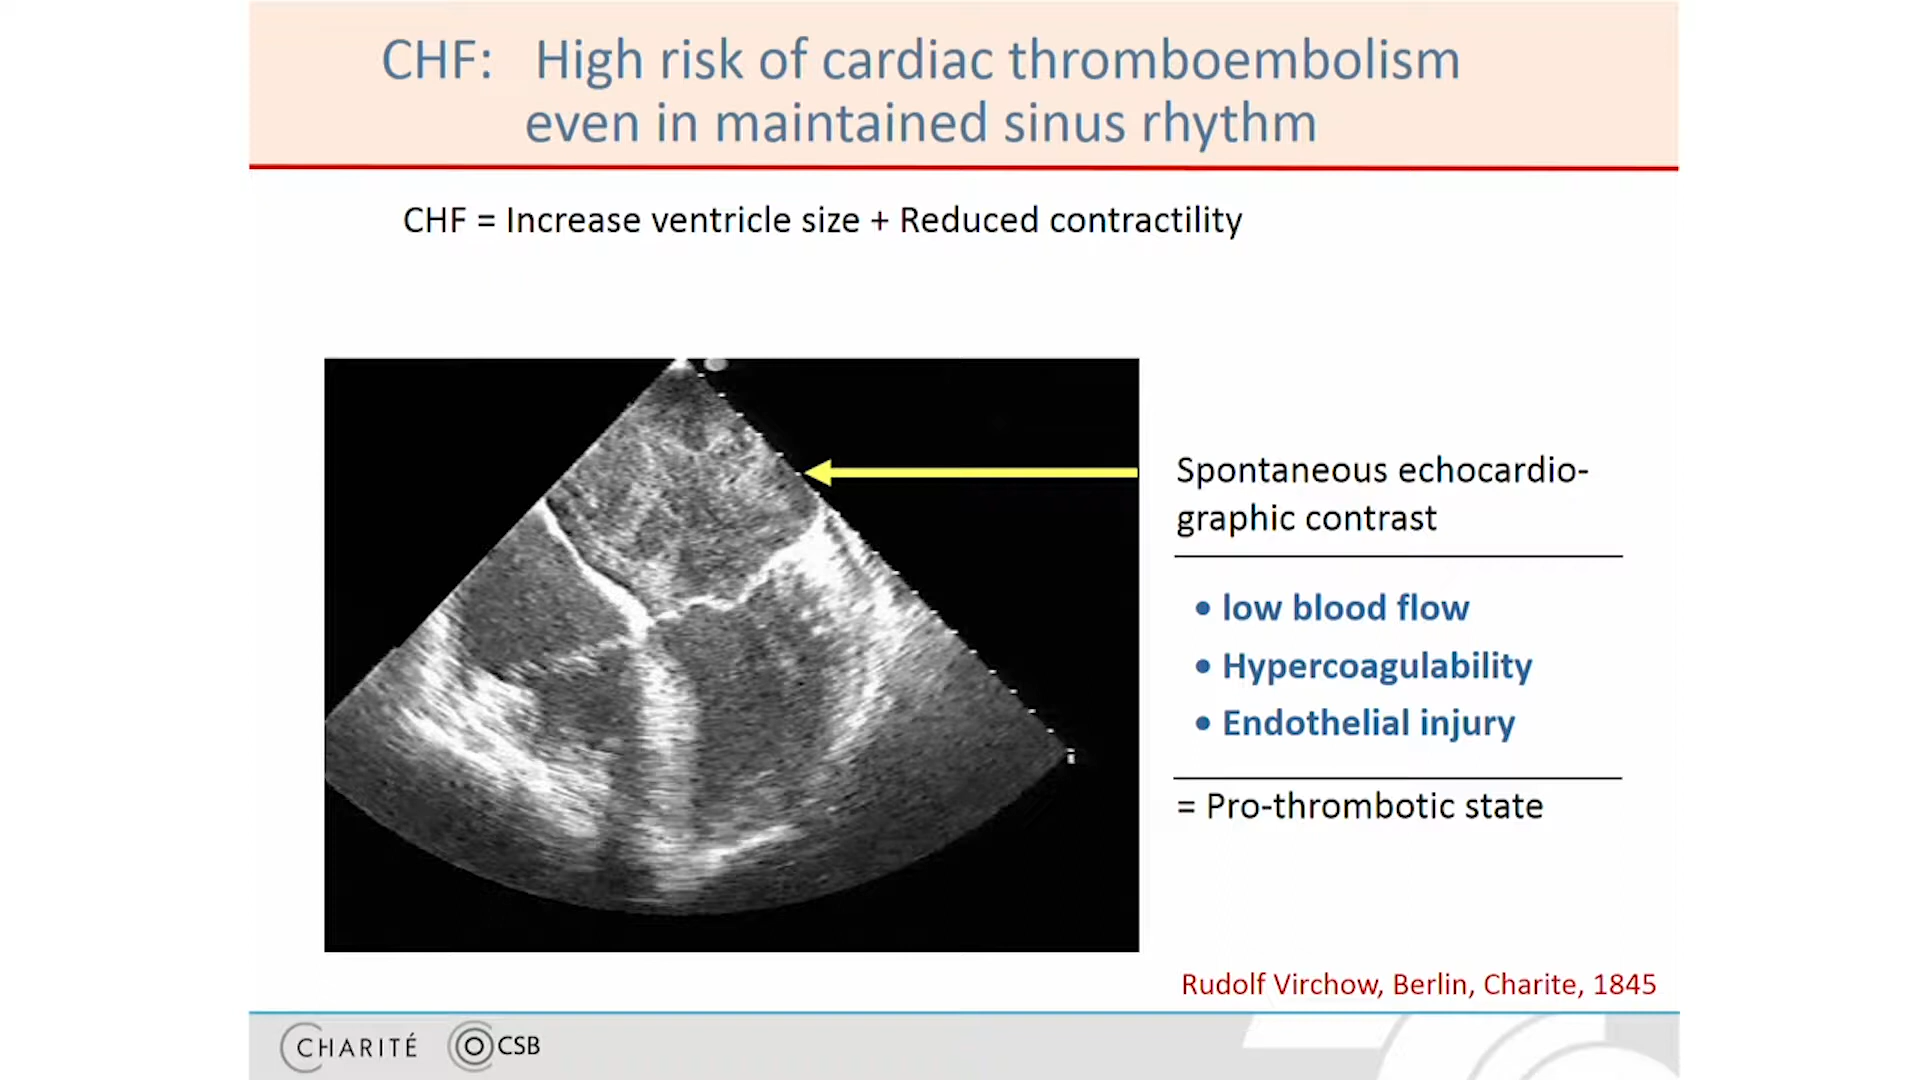 CHF: High risk of cardiac thromboembolism
even in maintained sinus rhythm
CHF = Increase ventricle size + Reduced contractility
Spontaneous echocardio-
graphic contrast
• low blood flow
• Hypercoagulability
• Endothelial injury
= Pro-thrombotic state
Rudolf Virchow, Berlin, Charite, 1845
CHARITÉ
CSB